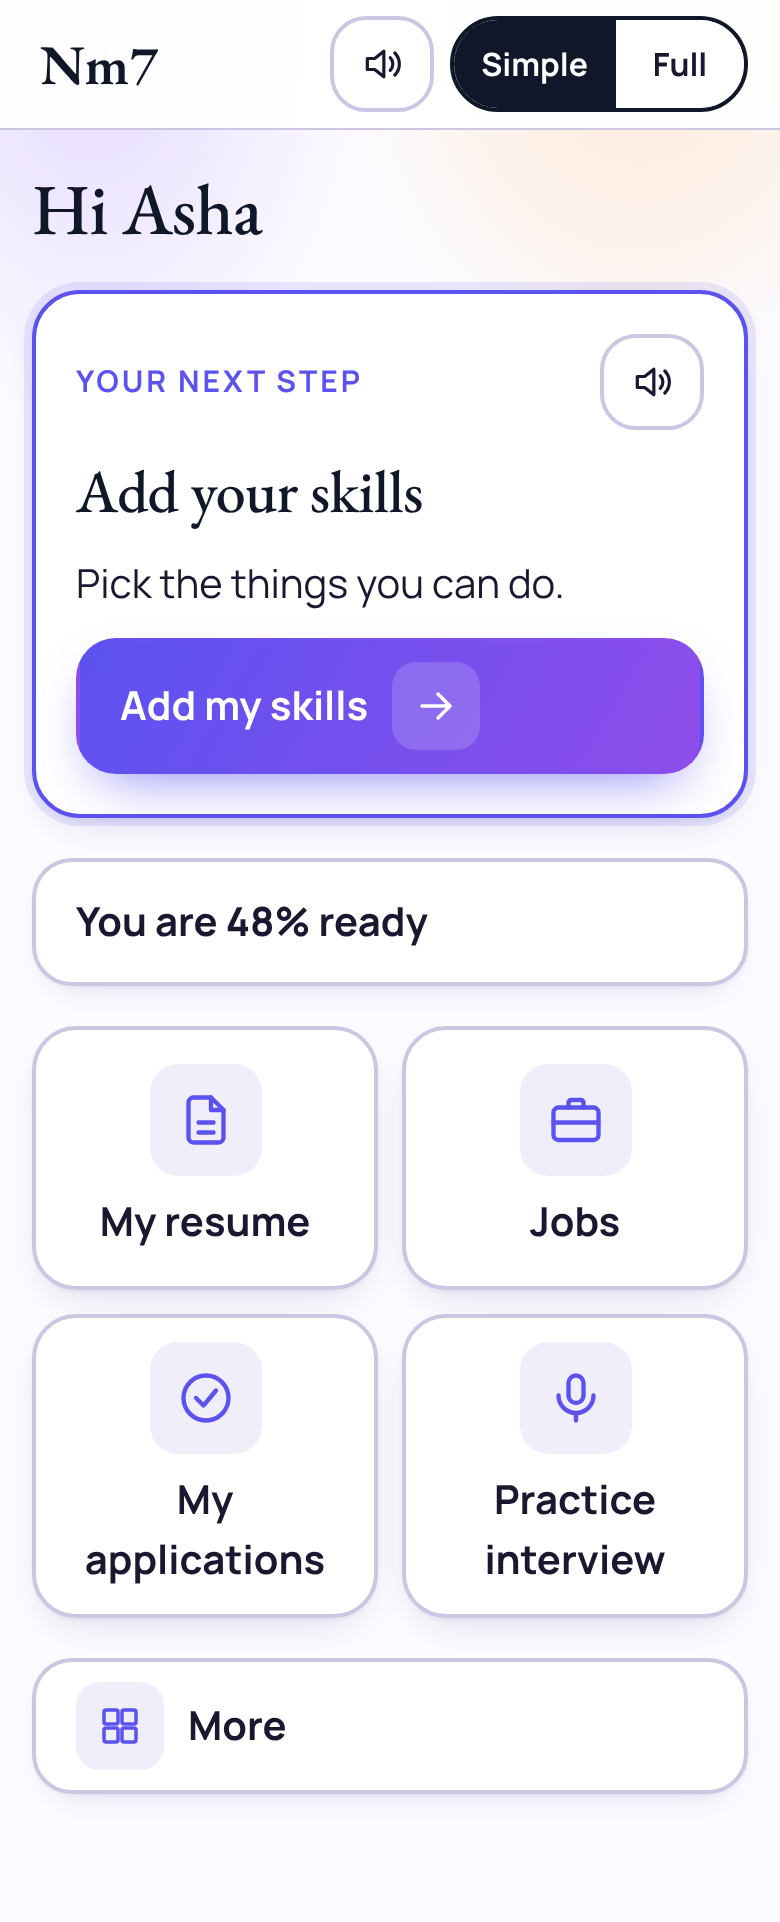 Nm7
Simple
Full
Hi Asha
YOUR NEXT STEP
Add your skills
Pick the things you can do.
Add my skills
You are 48% ready
My resume
Jobs
My
applications
Practice
interview
More